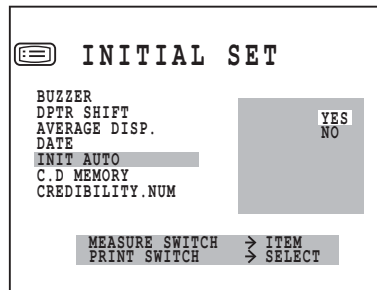 INITIAL SET
BUZZER
DPTR SHIFT
AVERAGE DISP.
DATE
INIT AUTO
C.D MEMORY
CREDIBILITY.NUM
YES
NO
MEASURE SWITCH → ITEM
PRINT SWITCH → SELECT